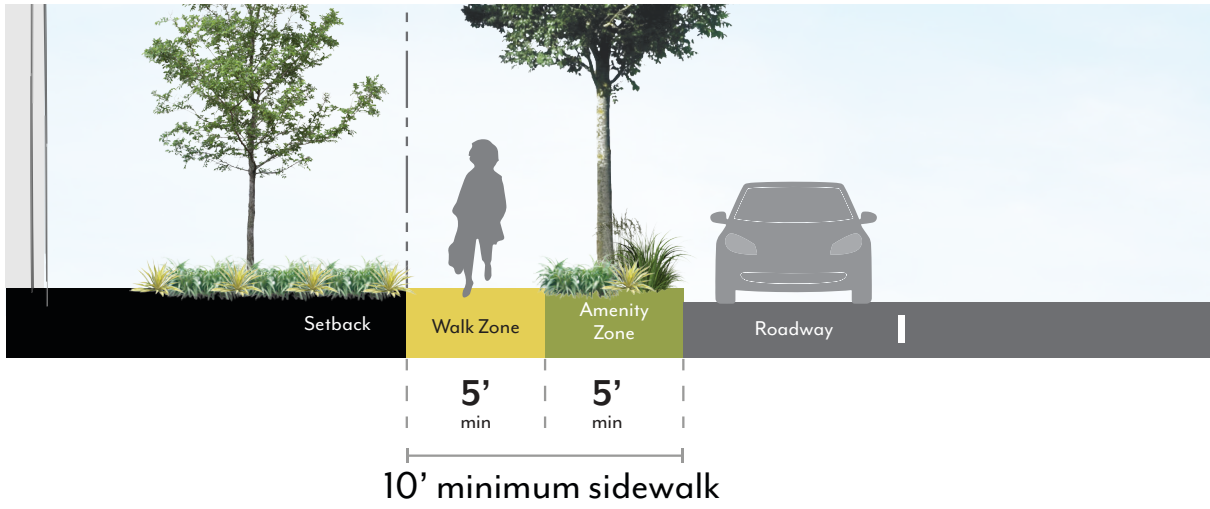 Setback
Walk Zone
Amenity
Zone
Roadway
5’
min
5’
min
10’ minimum sidewalk